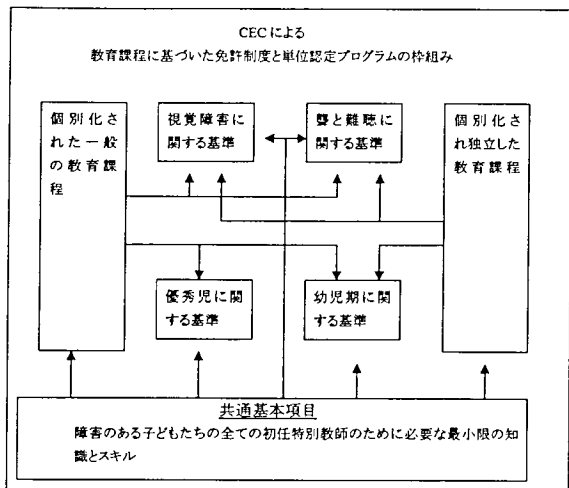 CECによる
教育課程に基づいた免許制度と単位認定プログラムの枠組み
個別化さ
れた一般
の教育課
程
視覚障害に
関する基準
聾と難聴に
関する基準
個別化さ
れ独立した
教育課程
優秀児に関
する基準
幼児期に関
する基準
共通基本項目
障害のある子どもたちの全ての初任特別教師のために必要な最小限の知
識とスキル